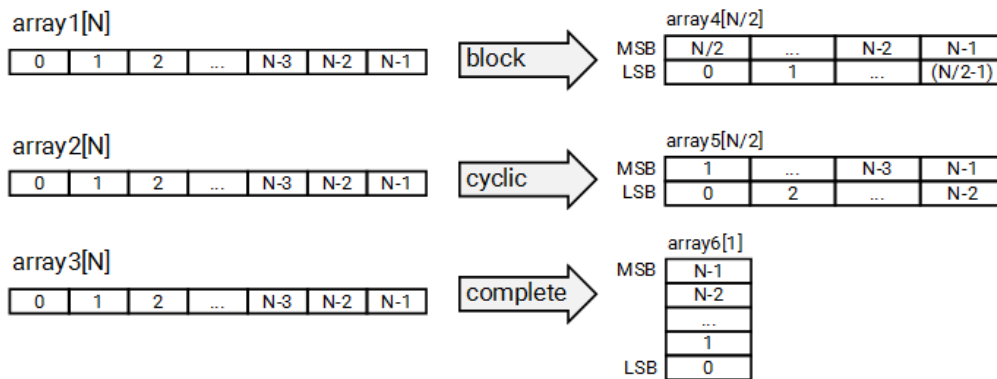 array1[N]
0 1 2 ... N-3 N-2 N-1
block
array4[N/2]
MSB N/2 ... N-2 N-1
LSB 0 1 ... (N/2-1)
array2[N]
0 1 2 ... N-3 N-2 N-1
cyclic
array5[N/2]
MSB 1 ... N-3 N-1
LSB 0 2 ... N-2
array3[N]
0 1 2 ... N-3 N-2 N-1
complete
array6[1]
MSB N-1
N-2
...
1
LSB 0